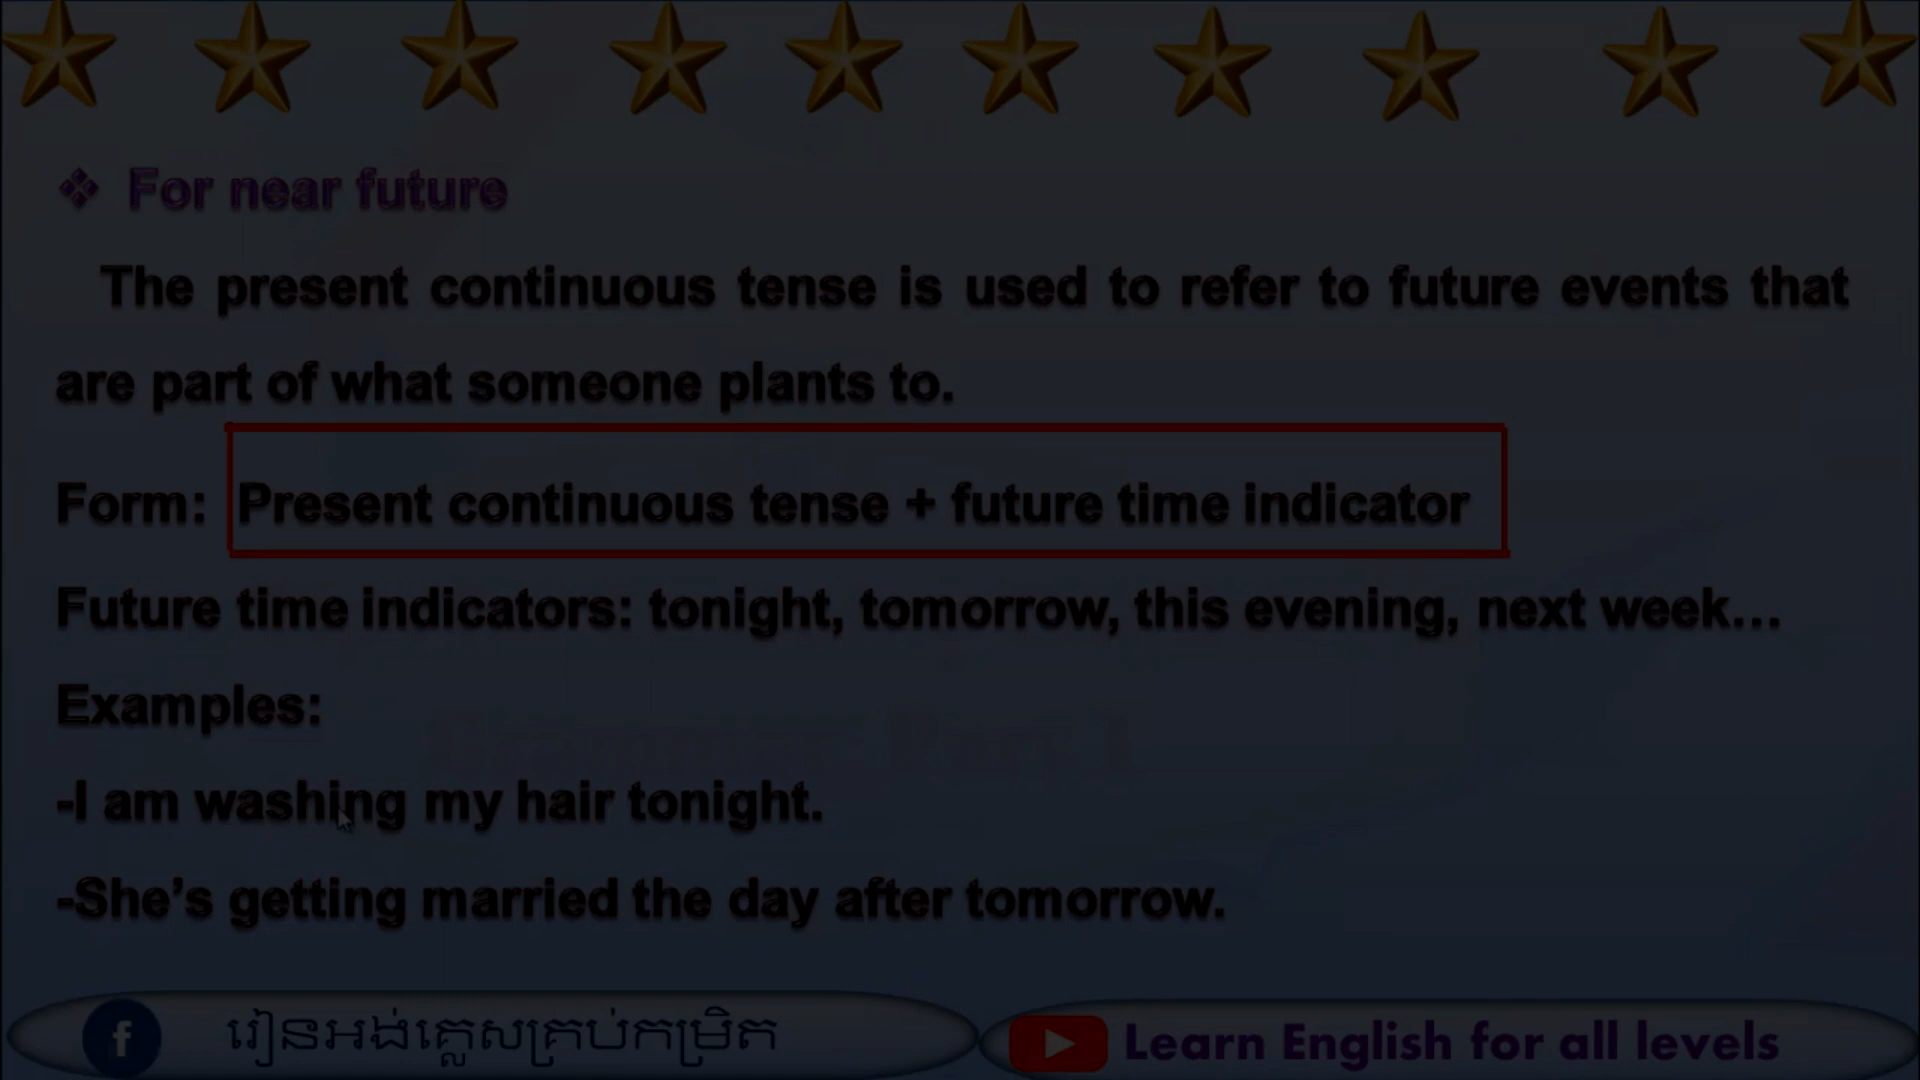 For near future
The present continuous tense is used to refer to future events that
are part of what someone plants to.
Form: Present continuous tense + future time indicator
Future time indicators: tonight, tomorrow, this evening, next week…
Examples:
Grammar Part 1
-I am washing my hair tonight.
-She’s getting married the day after tomorrow.
រៀនអង់គ្លេសគ្រប់កម្រិត
Learn English for all levels